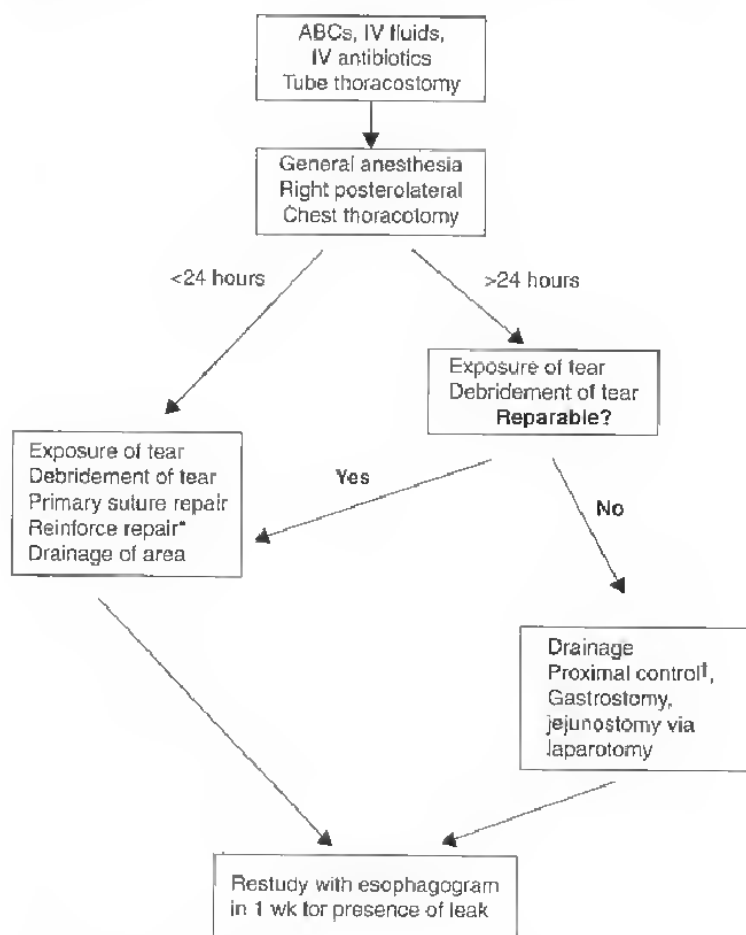 ABCs, IV fluids,
IV antibiotics
Tube thoracostomy
General anesthesia
Right posterolateral
Chest thoracotomy
<24 hours
>24 hours
Exposure of tear
Debridement of tear
Reparable?
Exposure of tear
Debridement of tear
Primary suture repair
Reinforce repair*
Drainage of area
Yes
No
Drainage
Proximal control†,
Gastrostomy,
jejunostomy via
laparotomy
Restudy with esophagogram
in 1 wk for presence of leak